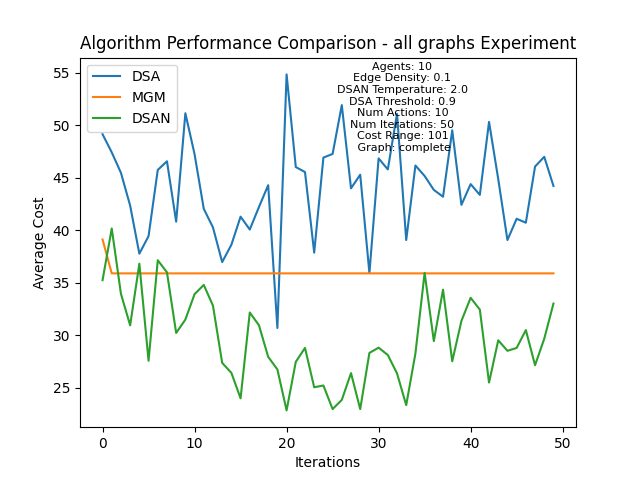 Algorithm Performance Comparison - all graphs Experiment
DSA
MGM
DSAN
Agents: 10
Edge Density: 0.1
DSAN Temperature: 2.0
DSA Threshold: 0.9
Num Actions: 10
Num Iterations: 50
Cost Range: 101
Graph: complete
Average Cost
55
50
45
40
35
30
25
0 10 20 30 40 50
Iterations